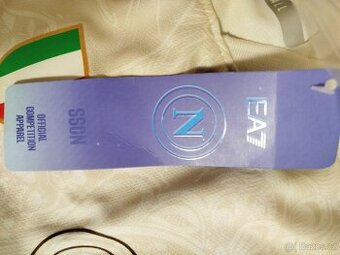 EA7
N
SSCN
OFFICIAL
COMPETITION
APPAREL